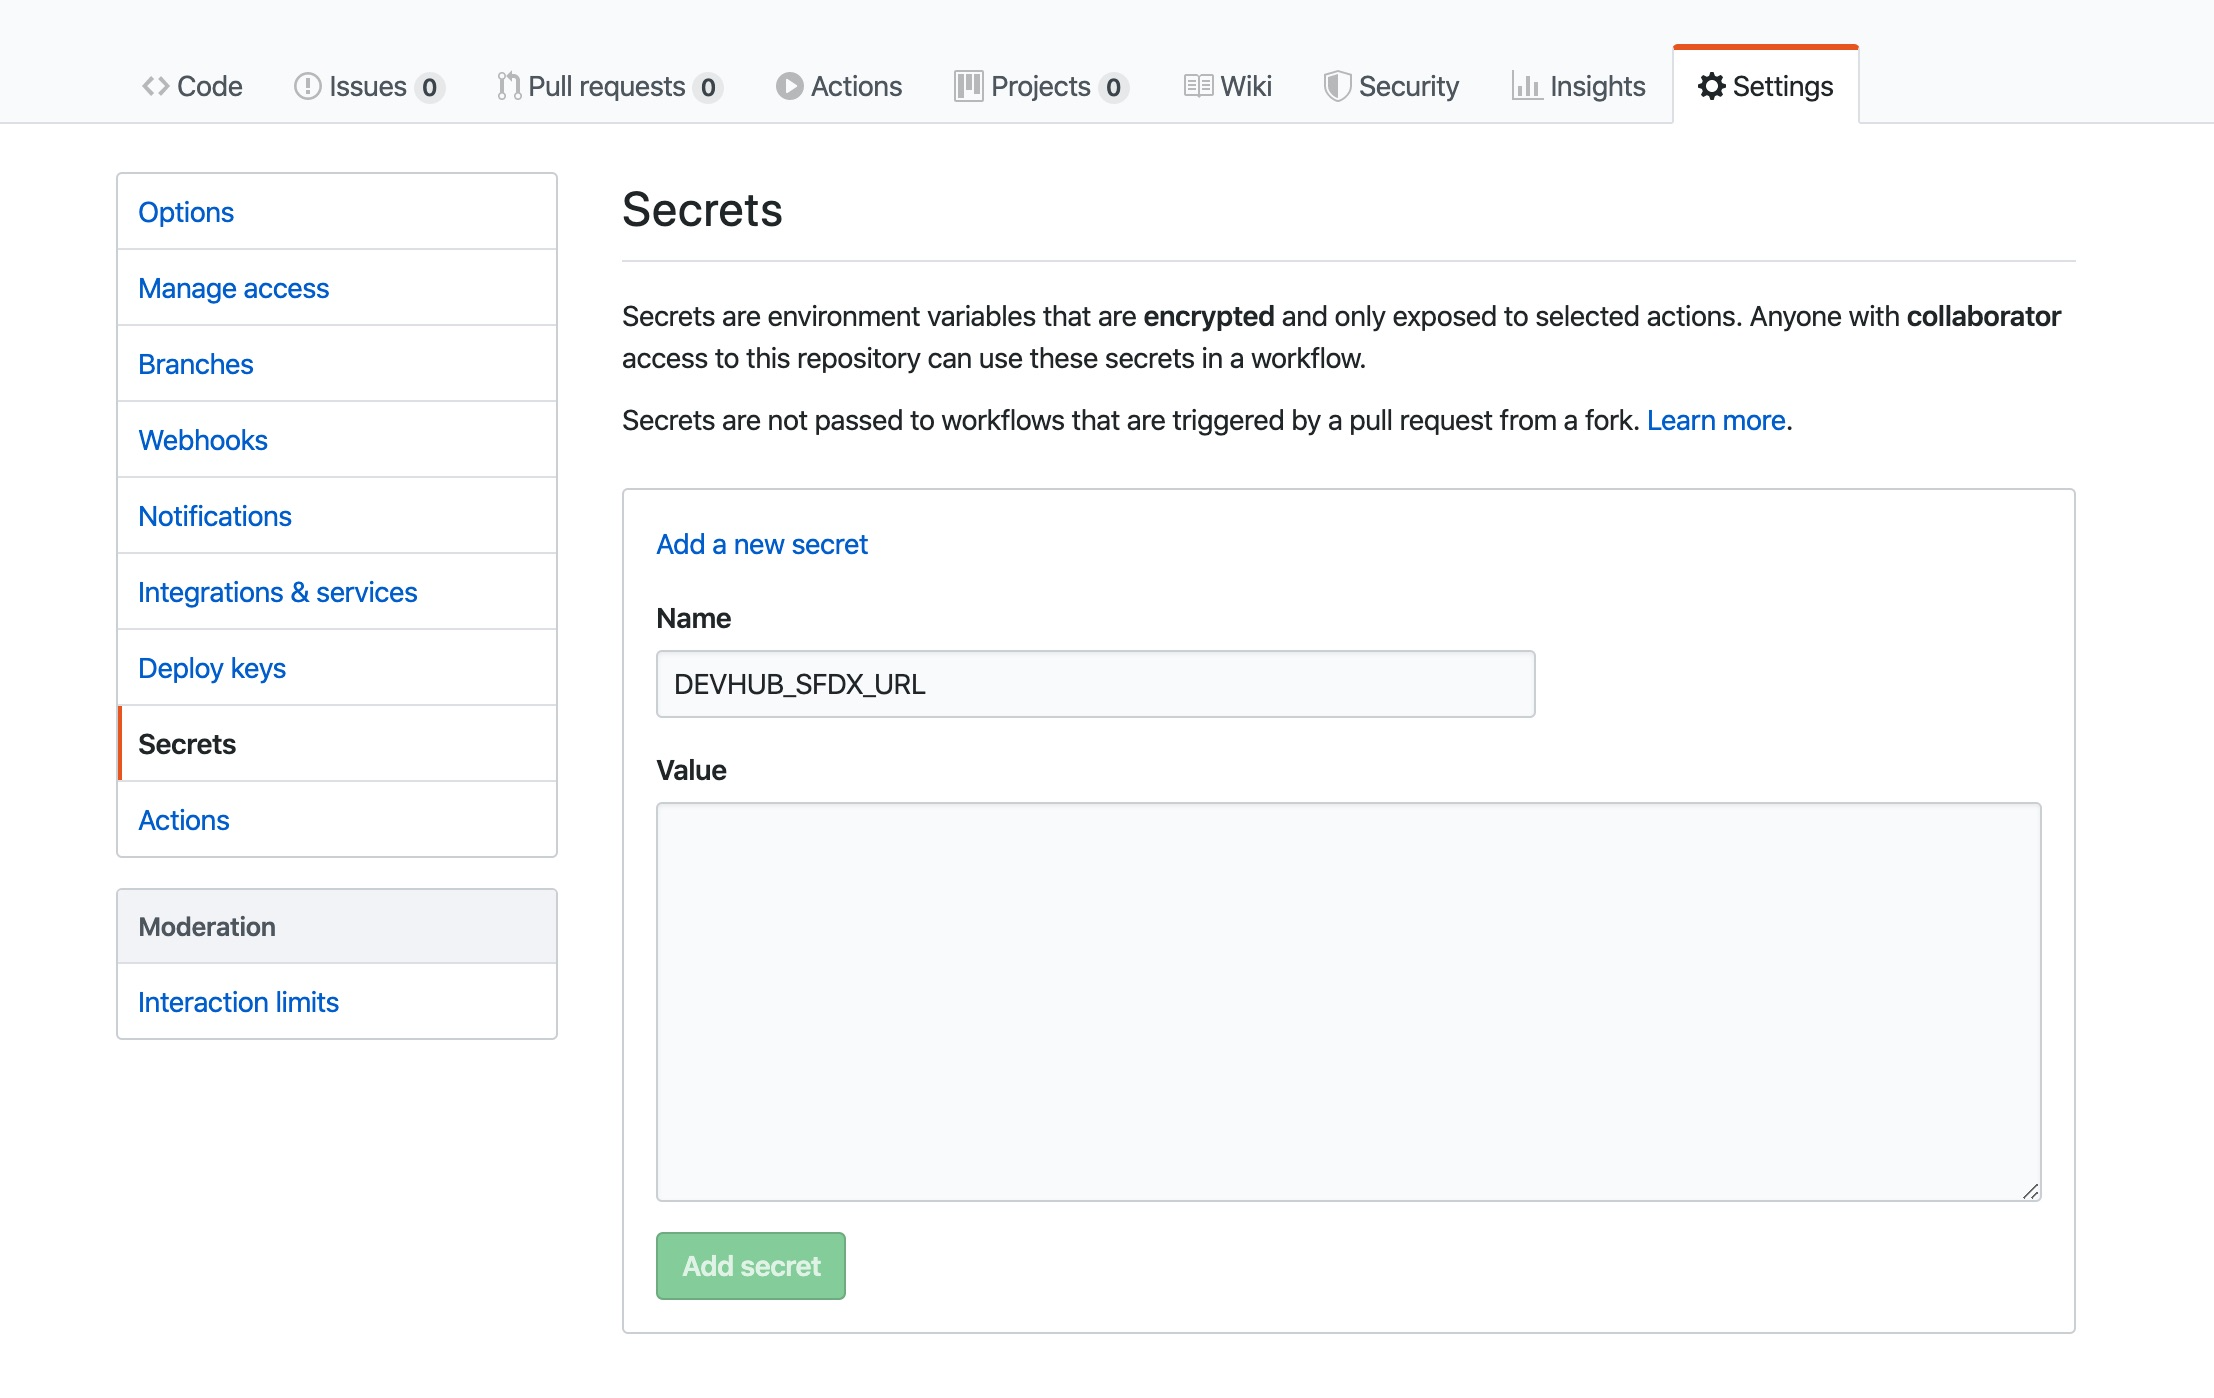 Code Issues 0 Pull requests 0 Actions Projects 0 Wiki Security Insights Settings
Options
Manage access
Branches
Webhooks
Notifications
Integrations & services
Deploy keys
Secrets
Actions
Moderation
Interaction limits
Secrets
Secrets are environment variables that are encrypted and only exposed to selected actions. Anyone with collaborator
access to this repository can use these secrets in a workflow.
Secrets are not passed to workflows that are triggered by a pull request from a fork. Learn more.
Add a new secret
Name
DEVHUB_SFDX_URL
Value
Add secret